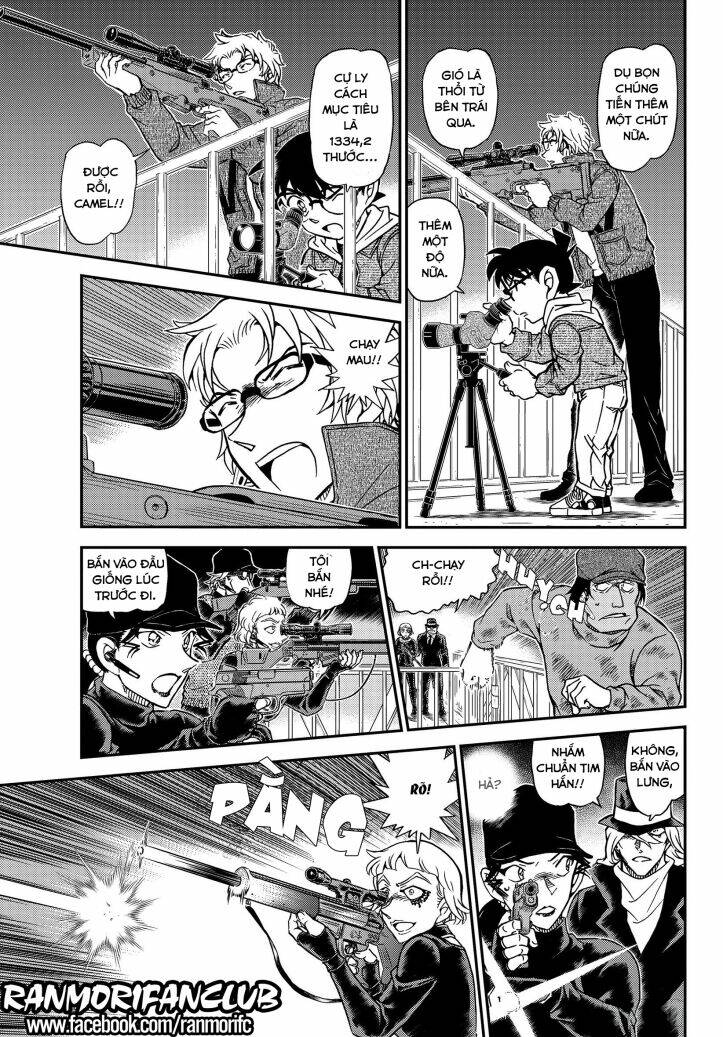 DỤ BỌN
CHÚNG
TIẾN THÊM
MỘT CHÚT
NỮA.
GIÓ LÀ
THỔI TỪ
BÊN TRÁI
QUA.
THÊM
MỘT
ĐỘ
NỮA.
CỰ LY
CÁCH
MỤC TIÊU
LÀ
1334,2
THƯỚC...
ĐƯỢC
RỒI,
CAMEL!!
CHẠY
MAU!!
CH-CHẠY
RỒI!!
HUỴCH
TÔI
BẮN
NHÉ!
BẮN VÀO ĐẦU
GIỐNG LÚC
TRƯỚC ĐI.
KHÔNG,
BẮN VÀO
LƯNG,
NHẮM
CHUẨN TIM
HẮN!!
HẢ?
RÕ!
PẰNG
RANMORIFANCLUB
www.facebook.com/ranmorifc